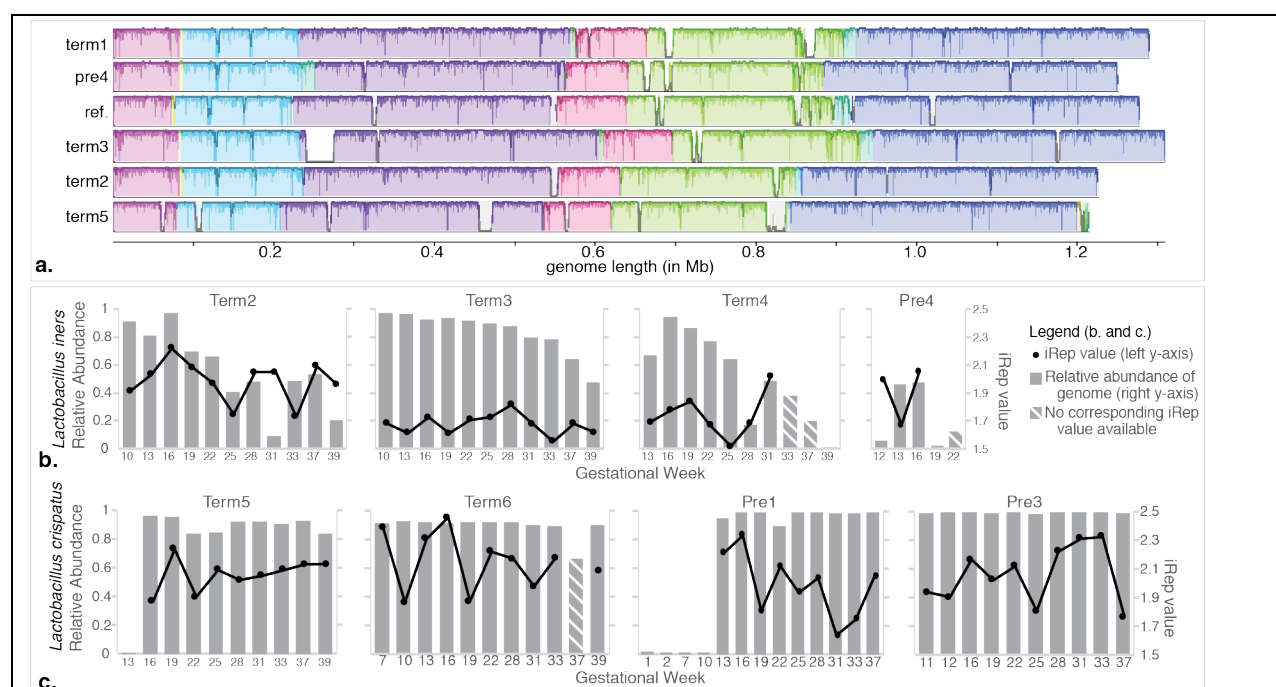 term1
pre4
ref.
term3
term2
term5
0.2 0.4 0.6 0.8 1.0 1.2
genome length (in Mb)
a.
Term2 Term3 Term4 Pre4
Lactobacillus iners
Relative Abundance
1
0.8
0.6
0.4
0.2
0
2.5
2.3
2.1
1.9
1.7
1.5
iRep value
Legend (b. and c.)
iRep value (left y-axis)
Relative abundance of
genome (right y-axis)
No corresponding iRep
value available
10 13 16 19 22 25 28 31 33 37 39
10 13 16 19 22 25 28 31 33 37 39
13 16 19 22 25 28 31 33 37 39
12 13 16 19 22
b.
Gestational Week
Term5 Term6 Pre1 Pre3
Lactobacillus crispatus
Relative Abundance
1
0.8
0.6
0.4
0.2
0
2.5
2.3
2.1
1.9
1.7
1.5
iRep value
13 16 19 22 25 28 31 33 37 39
7 10 13 16 19 22 28 31 33 37 39
1 2 7 10 13 16 19 22 25 28 31 33 37
11 12 16 19 22 25 28 31 33 37
Gestational Week
c.